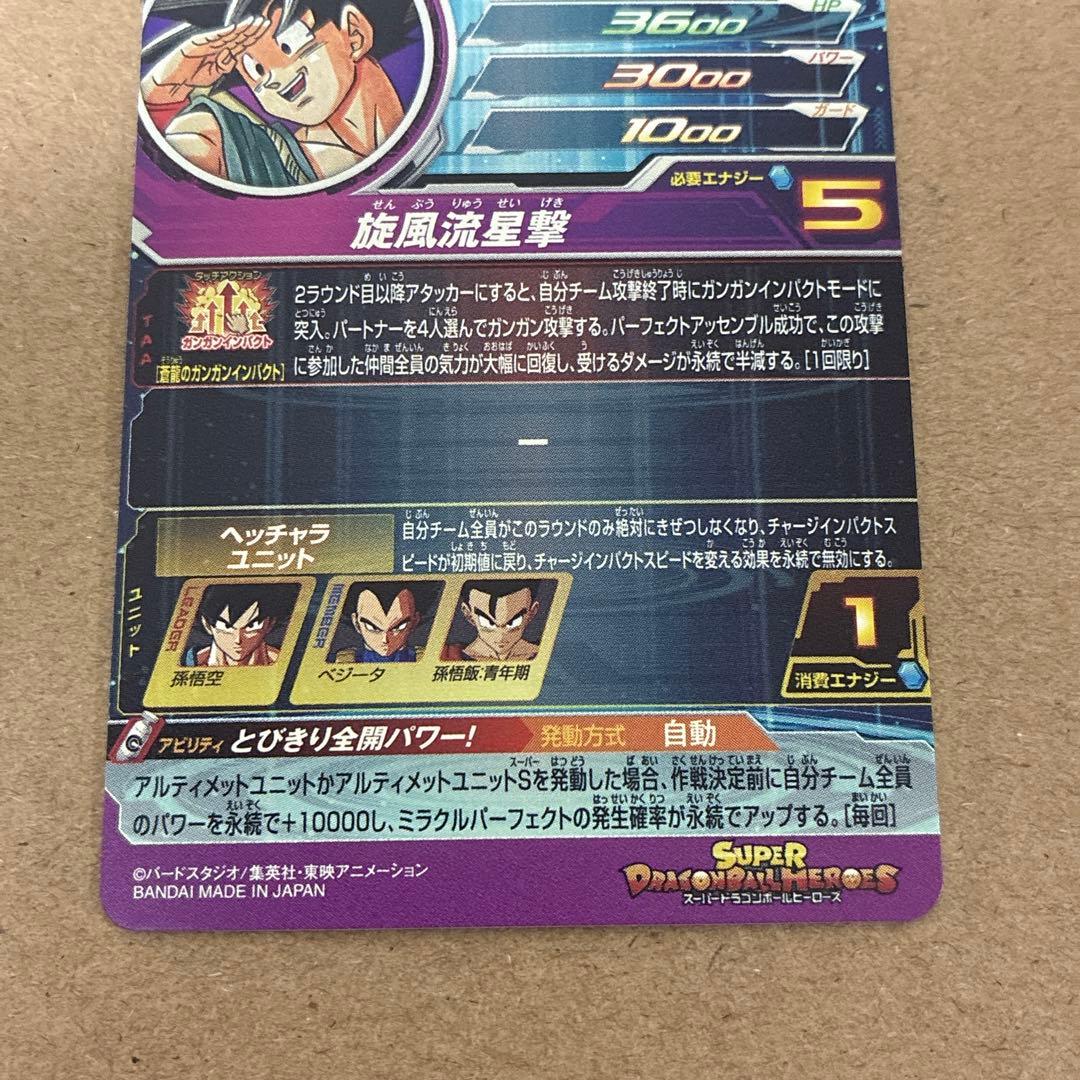 HP
3600
パワー
3000
ガード
1000
必要エナジー
5
せん ぷう りゅう せい げき
旋風流星撃
タッチアクション
ガンガンインパクト
[蒼龍のガンガンインパクト]
2ラウンド目以降アタッカーにすると、自分チーム攻撃終了時にガンガンインパクトモードに
突入。パートナーを4人選んでガンガン攻撃する。パーフェクトアッセンブル成功で、この攻撃
に参加した仲間全員の気力が大幅に回復し、受けるダメージが永続で半減する。[1回限り]
ー
ユニット
ヘッチャラ
ユニット
自分チーム全員がこのラウンドのみ絶対にきぜつしなくなり、チャージインパクトス
ピードが初期値に戻り、チャージインパクトスピードを変える効果を永続で無効にする。
LEADER
孫悟空
MEMBER
ベジータ
孫悟飯:青年期
1
消費エナジー
アビリティ とびきり全開パワー! 発動方式 自動
アルティメットユニットかアルティメットユニットSを発動した場合、作戦決定前に自分チーム全員
のパワーを永続で+10000し、ミラクルパーフェクトの発生確率が永続でアップする。[毎回]
©バードスタジオ/集英社・東映アニメーション
BANDAI MADE IN JAPAN
SUPER
DRAGONBALL HEROES
スーパードラゴンボールヒーローズ